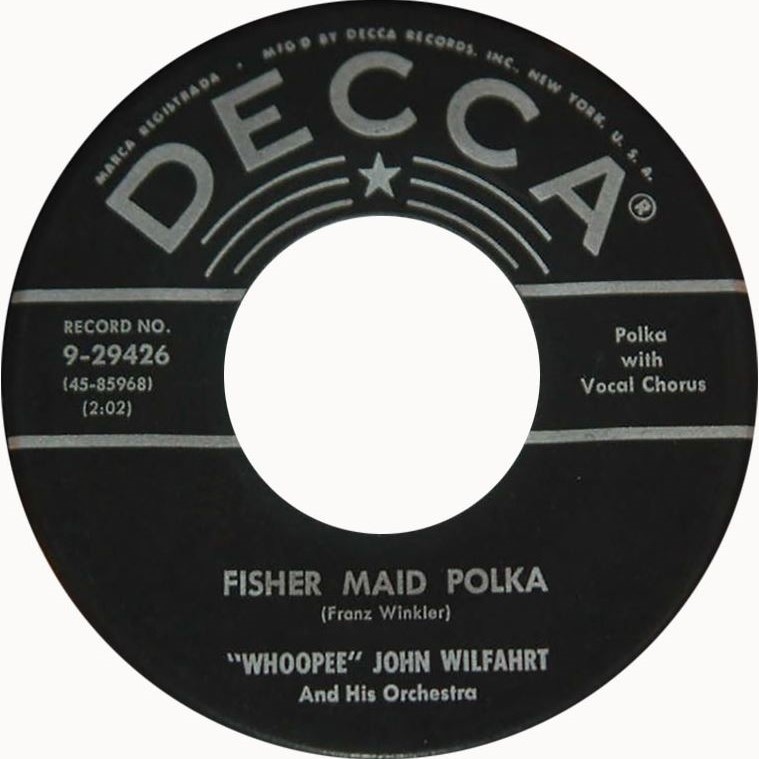 MARCA REGISTRADA • MFG'D BY DECCA RECORDS, INC., NEW YORK, U. S. A.
DECCA®
RECORD NO.
9-29426
(45-85968)
(2:02)
Polka
with
Vocal Chorus
FISHER MAID POLKA
(Franz Winkler)
"WHOOPEE" JOHN WILFAHRT
And His Orchestra